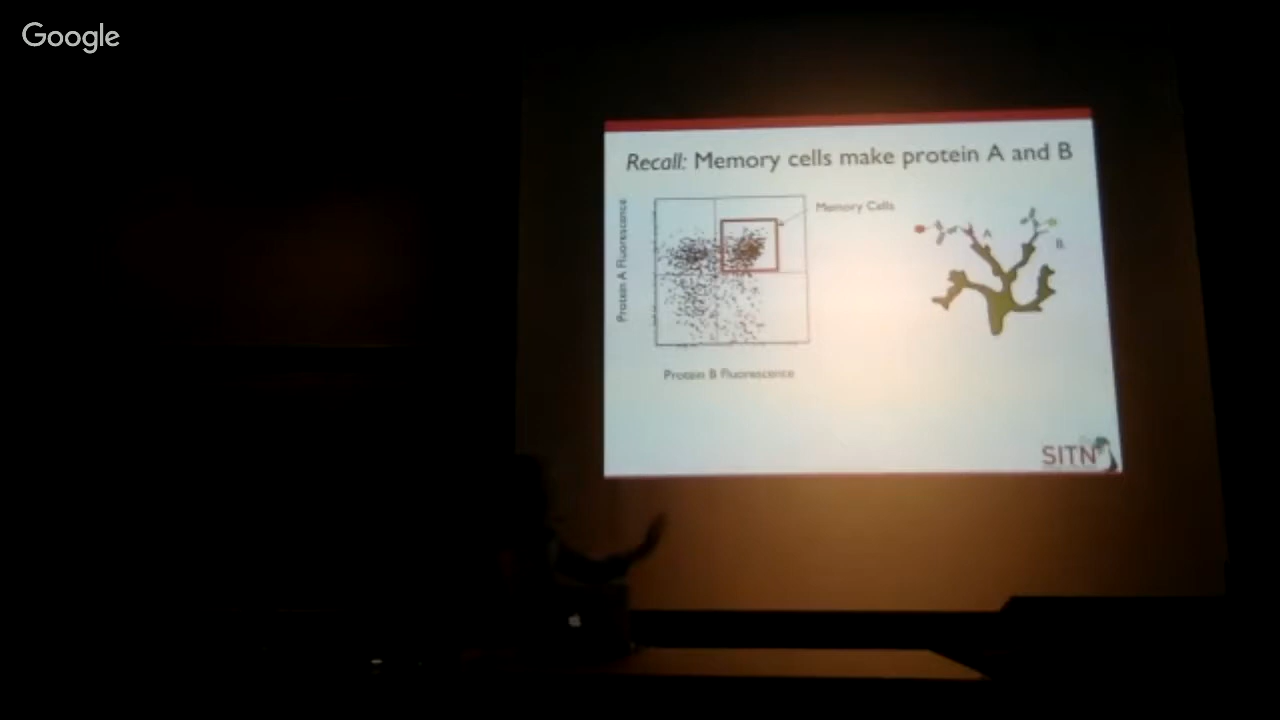 Google
Recall: Memory cells make protein A and B
Protein A Fluorescence
Memory Cells
A
B
Protein B Fluorescence
SITN